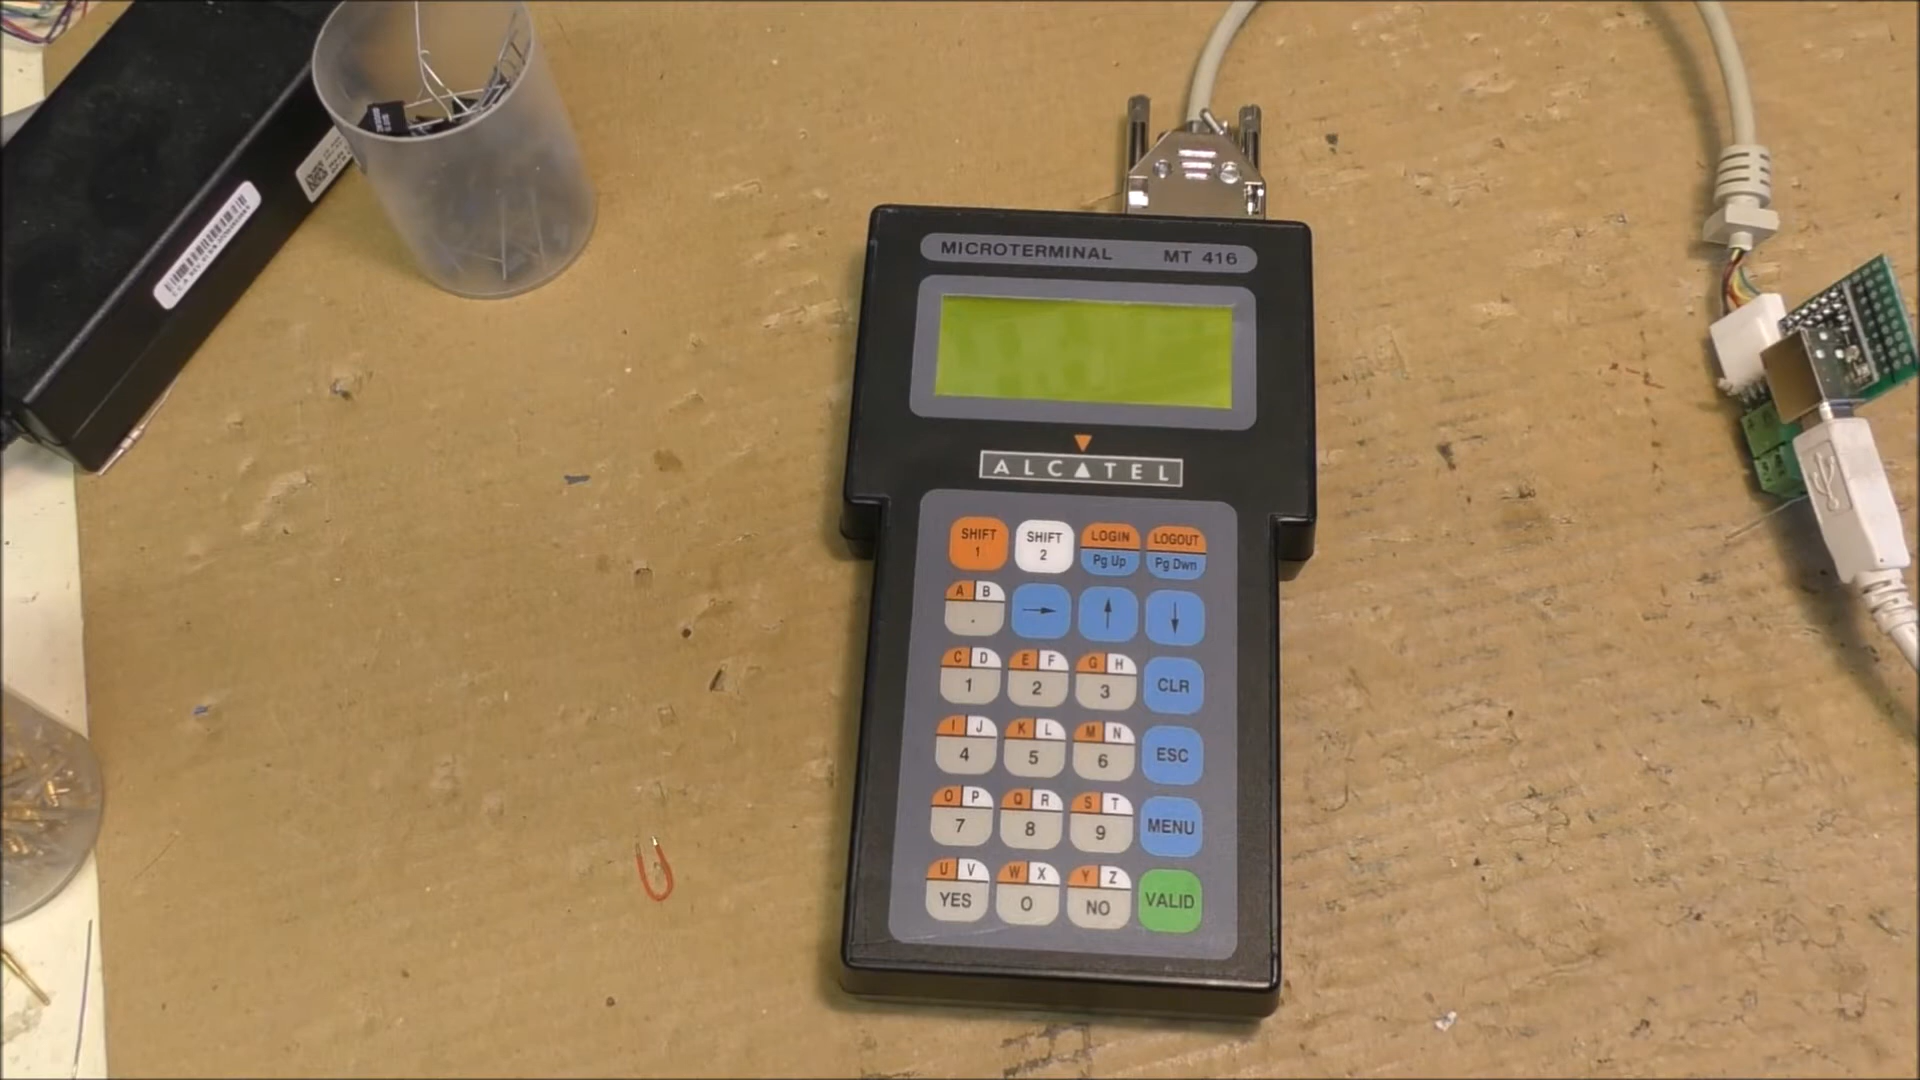 MICROTERMINAL MT 416
ALCATEL
SHIFT 1 SHIFT 2 LOGIN Pg Up LOGOUT Pg Dwn
A B .
C D 1 E F 2 G H 3 CLR
I J 4 K L 5 M N 6 ESC
O P 7 Q R 8 S T 9 MENU
U V YES W X 0 Y Z NO VALID